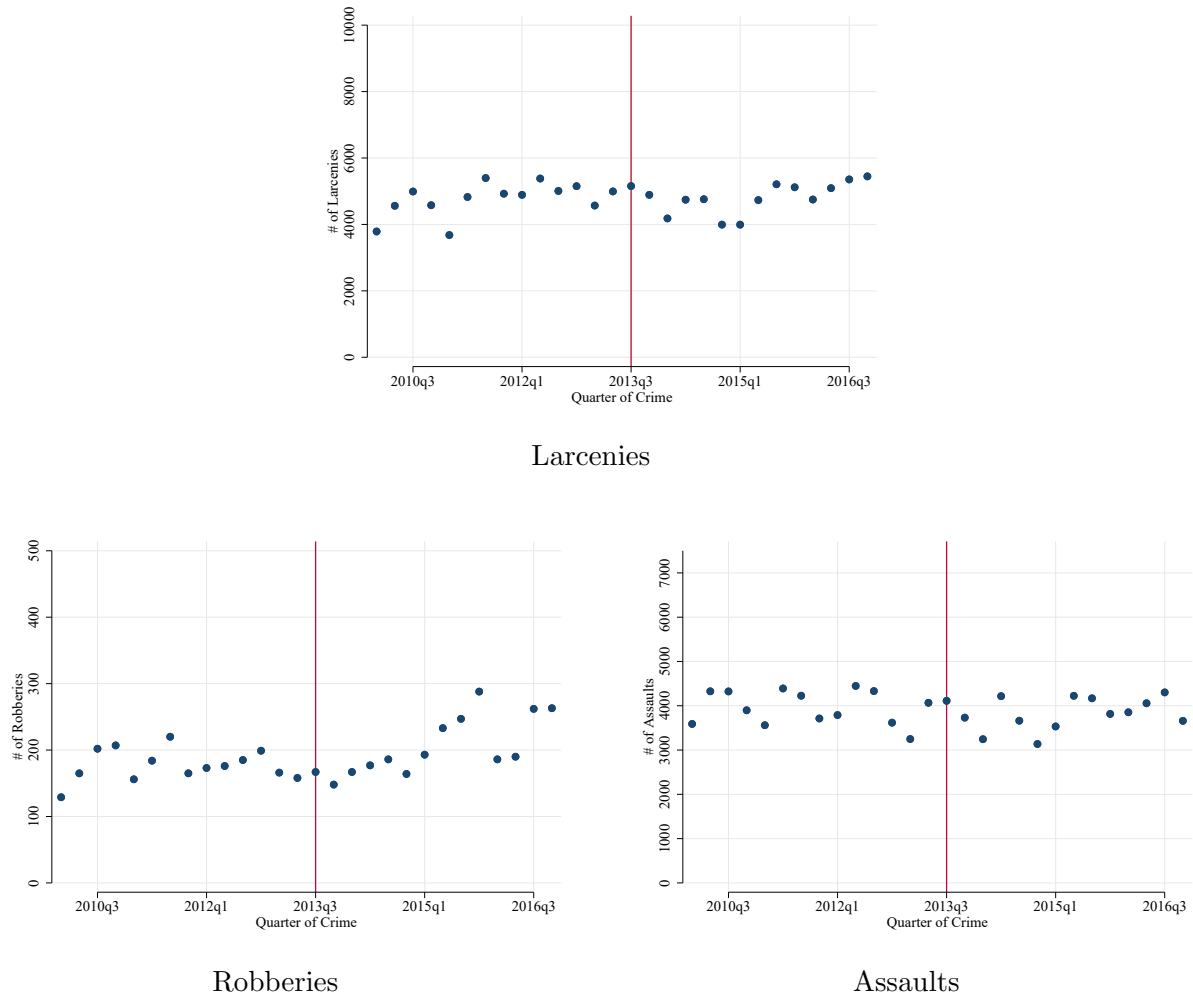 10000
8000
6000
4000
2000
0
# of Larcenies
2010q3 2012q1 2013q3 2015q1 2016q3
Quarter of Crime
Larcenies
500
400
300
200
100
0
# of Robberies
2010q3 2012q1 2013q3 2015q1 2016q3
Quarter of Crime
Robberies
7000
6000
5000
4000
3000
2000
1000
0
# of Assaults
2010q3 2012q1 2013q3 2015q1 2016q3
Quarter of Crime
Assaults